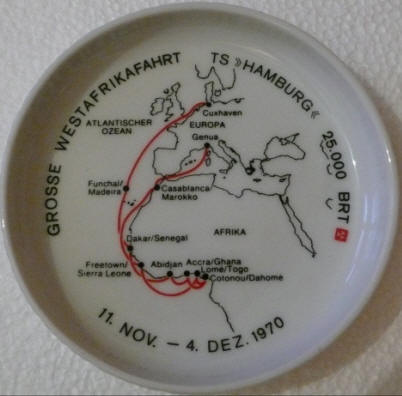 GROSSE WESTAFRIKAFAHRT TS »HAMBURG« 25.000 BRT
Cuxhaven
ATLANTISCHER
OZEAN
EUROPA
Genua
Funchal/
Madeira
Casablanca
Marokko
Dakar/Senegal
AFRIKA
Freetown/
Sierra Leone
Abidjan
Accra/Ghana
Lomé/Togo
Cotonou/Dahome
11. NOV. – 4. DEZ. 1970